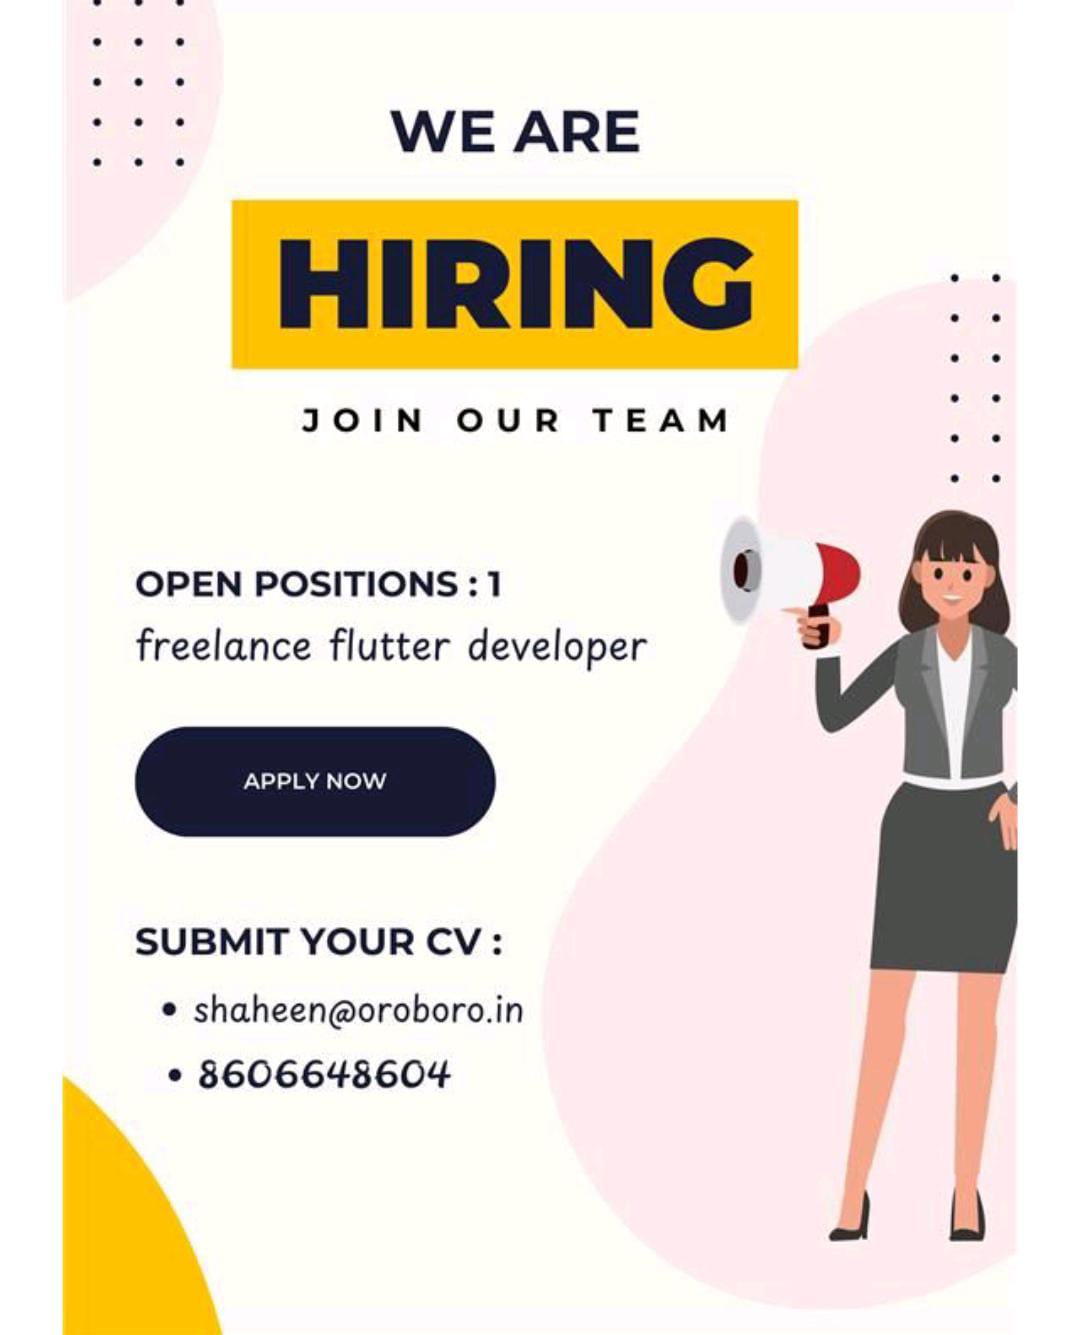 WE ARE
HIRING
JOIN OUR TEAM
OPEN POSITIONS : 1
freelance flutter developer
APPLY NOW
SUBMIT YOUR CV :
• shaheen@oroboro.in
• 8606648604